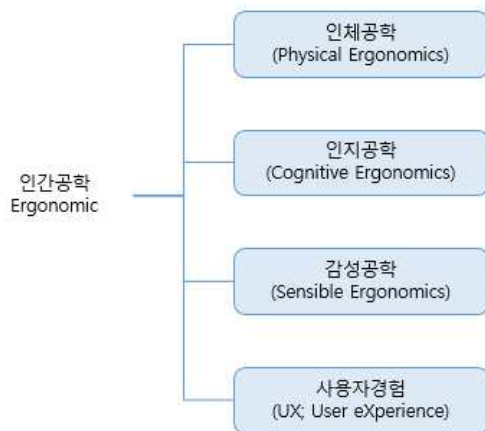 인체공학
(Physical Ergonomics)
인지공학
(Cognitive Ergonomics)
인간공학
Ergonomic
감성공학
(Sensible Ergonomics)
사용자경험
(UX; User eXperience)